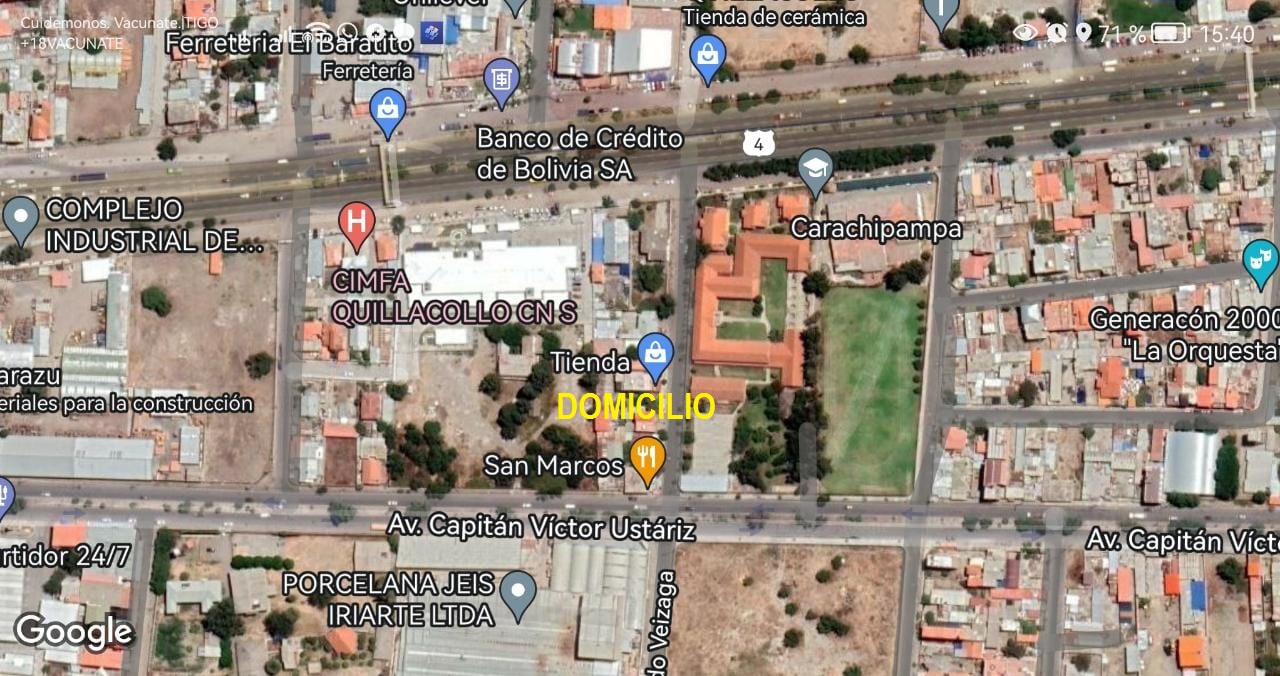 Cuidemonos. Vacunate.|TIGO
+18VACUNATE
71 %
15:40
Ferretería El Baratito
Ferretería
Tienda de cerámica
Banco de Crédito
de Bolivia SA
4
COMPLEJO
INDUSTRIAL DE...
H
Carachipampa
CIMFA
QUILLACOLLO CN S
Generacón 2000
"La Orquesta"
Tienda
arazu
eriales para la construcción
DOMICILIO
San Marcos
Av. Capitán Víctor Ustáriz
Av. Capitán Víct
rtidor 24/7
PORCELANA JEIS
IRIARTE LTDA
do Veizaga
Google